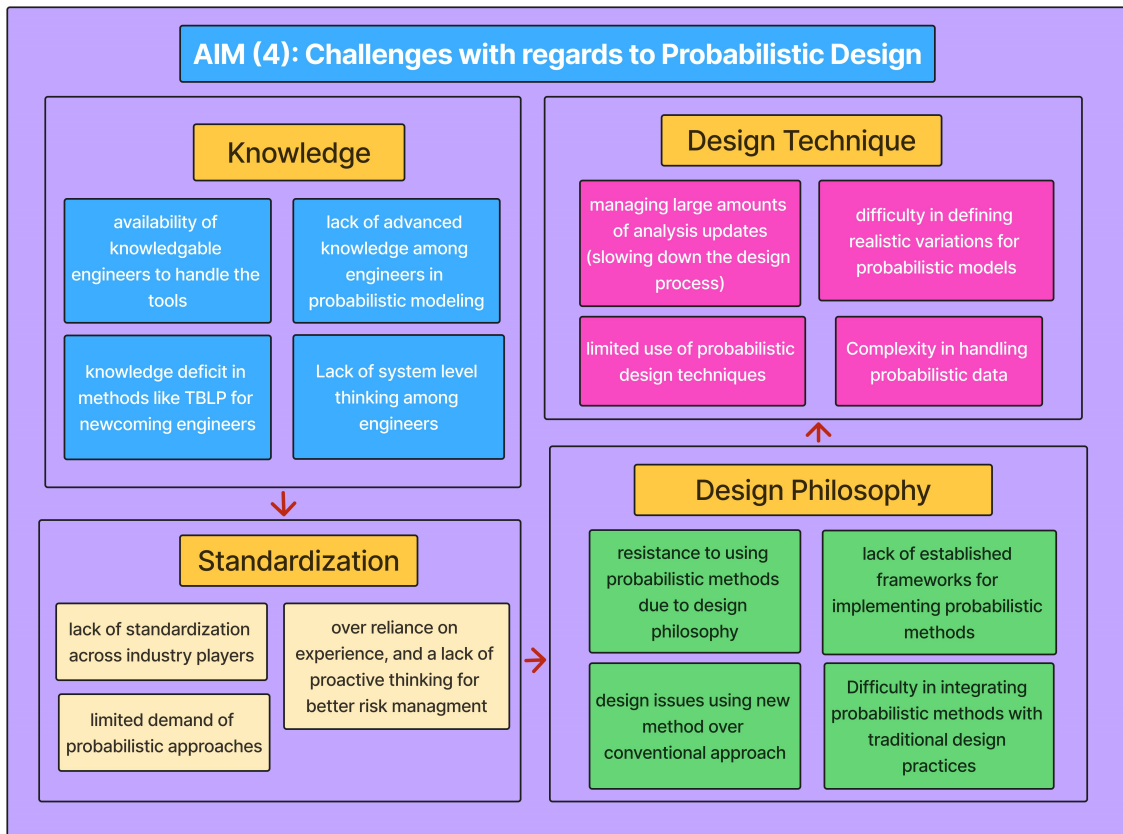 AIM (4): Challenges with regards to Probabilistic Design
Knowledge
availability of
knowledgable
engineers to handle the
tools
lack of advanced
knowledge among
engineers in
probabilistic modeling
knowledge deficit in
methods like TBLP for
newcoming engineers
Lack of system level
thinking among
engineers
Standardization
lack of standardization
across industry players
over reliance on
experience, and a lack of
proactive thinking for
better risk managment
limited demand of
probabilistic approaches
Design Philosophy
resistance to using
probabilistic methods
due to design
philosophy
lack of established
frameworks for
implementing probabilistic
methods
design issues using new
method over
conventional approach
Difficulty in integrating
probabilistic methods with
traditional design
practices
Design Technique
managing large amounts
of analysis updates
(slowing down the design
process)
difficulty in defining
realistic variations for
probabilistic models
limited use of probabilistic
design techniques
Complexity in handling
probabilistic data